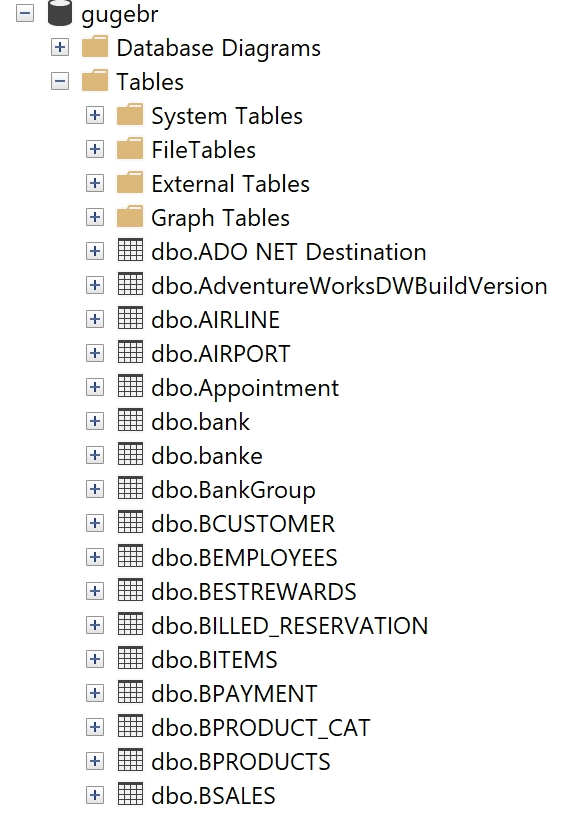 gugebr
Database Diagrams
Tables
System Tables
FileTables
External Tables
Graph Tables
dbo.ADO NET Destination
dbo.AdventureWorksDWBuildVersion
dbo.AIRLINE
dbo.AIRPORT
dbo.Appointment
dbo.bank
dbo.banke
dbo.BankGroup
dbo.BCUSTOMER
dbo.BEMPLOYEES
dbo.BESTREWARDS
dbo.BILLED_RESERVATION
dbo.BITEMS
dbo.BPAYMENT
dbo.BPRODUCT_CAT
dbo.BPRODUCTS
dbo.BSALES